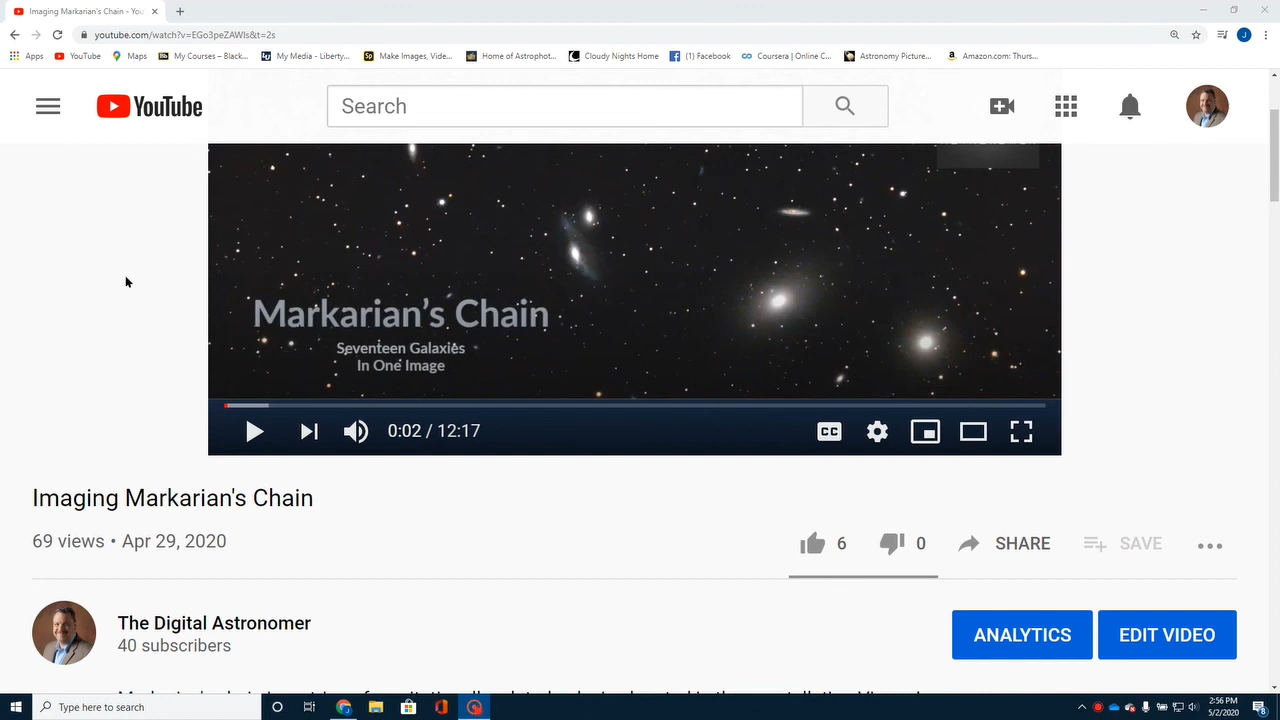 Imaging Markarian's Chain - You
youtube.com/watch?v=EGo3peZAWIs&t=2s
Apps YouTube Maps My Courses – Black... My Media - Liberty... Make Images, Vide... Home of Astrophot... Cloudy Nights Home (1) Facebook Coursera | Online C... Astronomy Picture... Amazon.com: Thurs...
YouTube
Search
Markarian's Chain
Seventeen Galaxies
In One Image
0:02 / 12:17
CC
Imaging Markarian's Chain
69 views • Apr 29, 2020
6 0 SHARE SAVE
The Digital Astronomer
40 subscribers
ANALYTICS EDIT VIDEO
Type here to search
2:56 PM
5/2/2020